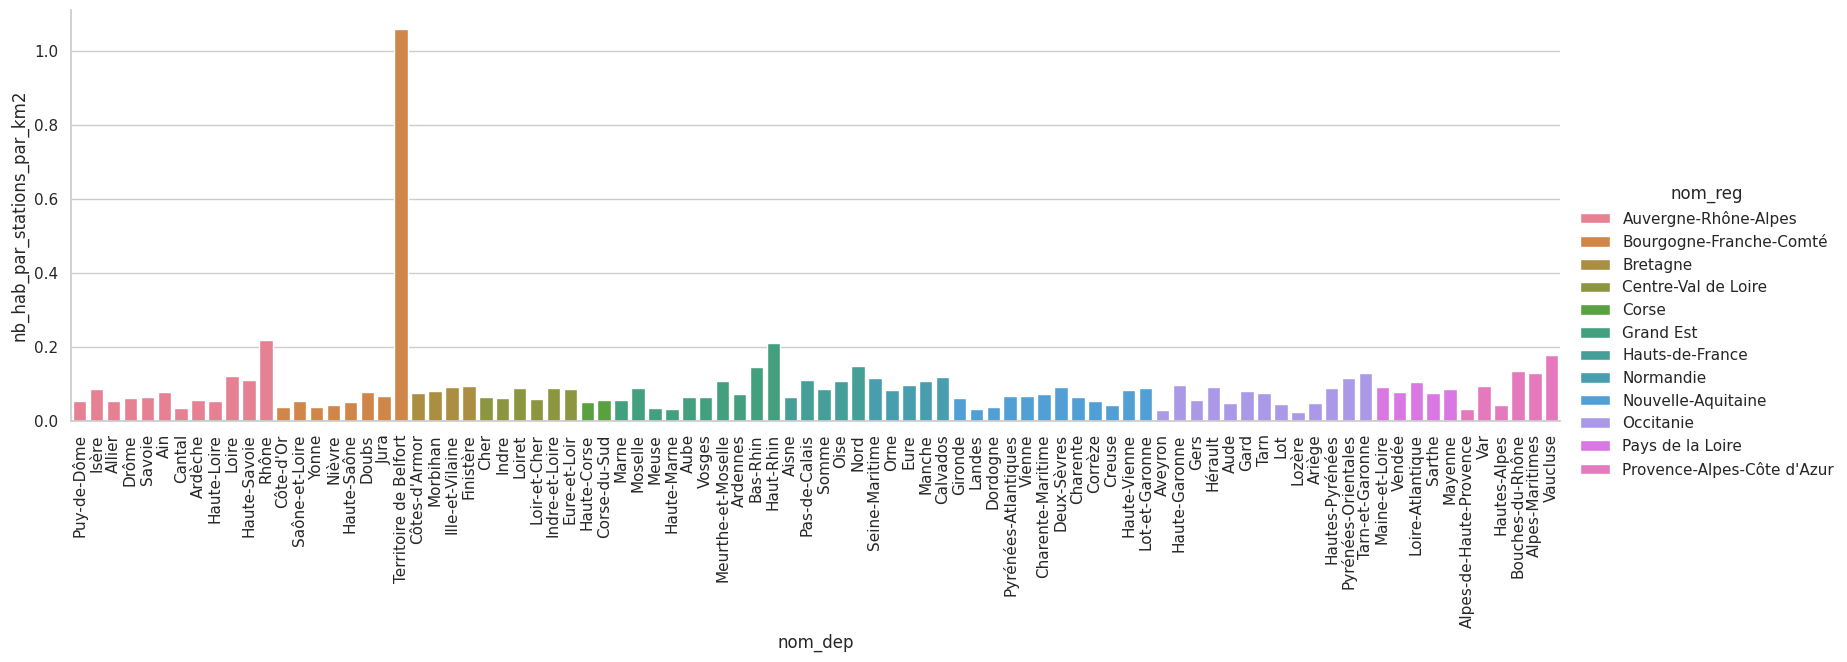 nb_hab_par_stations_par_km2
1.0
0.8
0.6
0.4
0.2
0.0
Puy-de-Dôme
Isère
Allier
Drôme
Savoie
Ain
Cantal
Ardèche
Haute-Loire
Loire
Haute-Savoie
Rhône
Côte-d'Or
Saône-et-Loire
Yonne
Nièvre
Haute-Saône
Doubs
Jura
Territoire de Belfort
Côtes-d'Armor
Morbihan
Ille-et-Vilaine
Finistère
Cher
Indre
Loiret
Loir-et-Cher
Indre-et-Loire
Eure-et-Loir
Haute-Corse
Corse-du-Sud
Marne
Moselle
Meuse
Haute-Marne
Aube
Vosges
Meurthe-et-Moselle
Ardennes
Bas-Rhin
Haut-Rhin
Aisne
Pas-de-Calais
Somme
Oise
Nord
Seine-Maritime
Orne
Eure
Manche
Calvados
Gironde
Landes
Dordogne
Pyrénées-Atlantiques
Vienne
Charente-Maritime
Deux-Sèvres
Charente
Corrèze
Creuse
Haute-Vienne
Lot-et-Garonne
Aveyron
Haute-Garonne
Gers
Hérault
Aude
Gard
Tarn
Lot
Lozère
Ariège
Hautes-Pyrénées
Pyrénées-Orientales
Tarn-et-Garonne
Maine-et-Loire
Vendée
Loire-Atlantique
Sarthe
Mayenne
Alpes-de-Haute-Provence
Var
Hautes-Alpes
Bouches-du-Rhône
Alpes-Maritimes
Vaucluse
nom_dep
nom_reg
Auvergne-Rhône-Alpes
Bourgogne-Franche-Comté
Bretagne
Centre-Val de Loire
Corse
Grand Est
Hauts-de-France
Normandie
Nouvelle-Aquitaine
Occitanie
Pays de la Loire
Provence-Alpes-Côte d'Azur